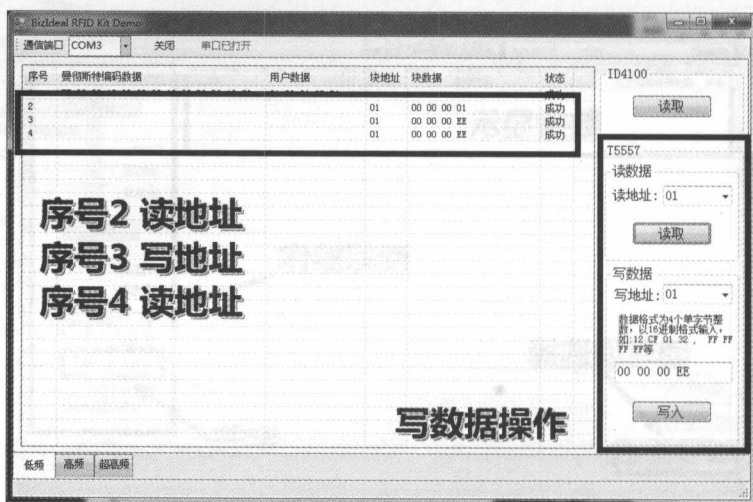 BizIdeal RFID Kit Demo
通信端口 COM3 关闭 串口已打开
序号 曼彻斯特编码数据 用户数据 块地址 块数据 状态
2 01 00 00 00 01 成功
3 01 00 00 00 EE 成功
4 01 00 00 00 EE 成功
序号2 读地址
序号3 写地址
序号4 读地址
写数据操作
ID4100
读取
T5557
读数据
读地址: 01
读取
写数据
写地址: 01
数据格式为4个单字节整
数，以16进制格式输入，
如:12 CF 01 32 , FF FF
FF FF等
00 00 00 EE
写入
低频 高频 超高频